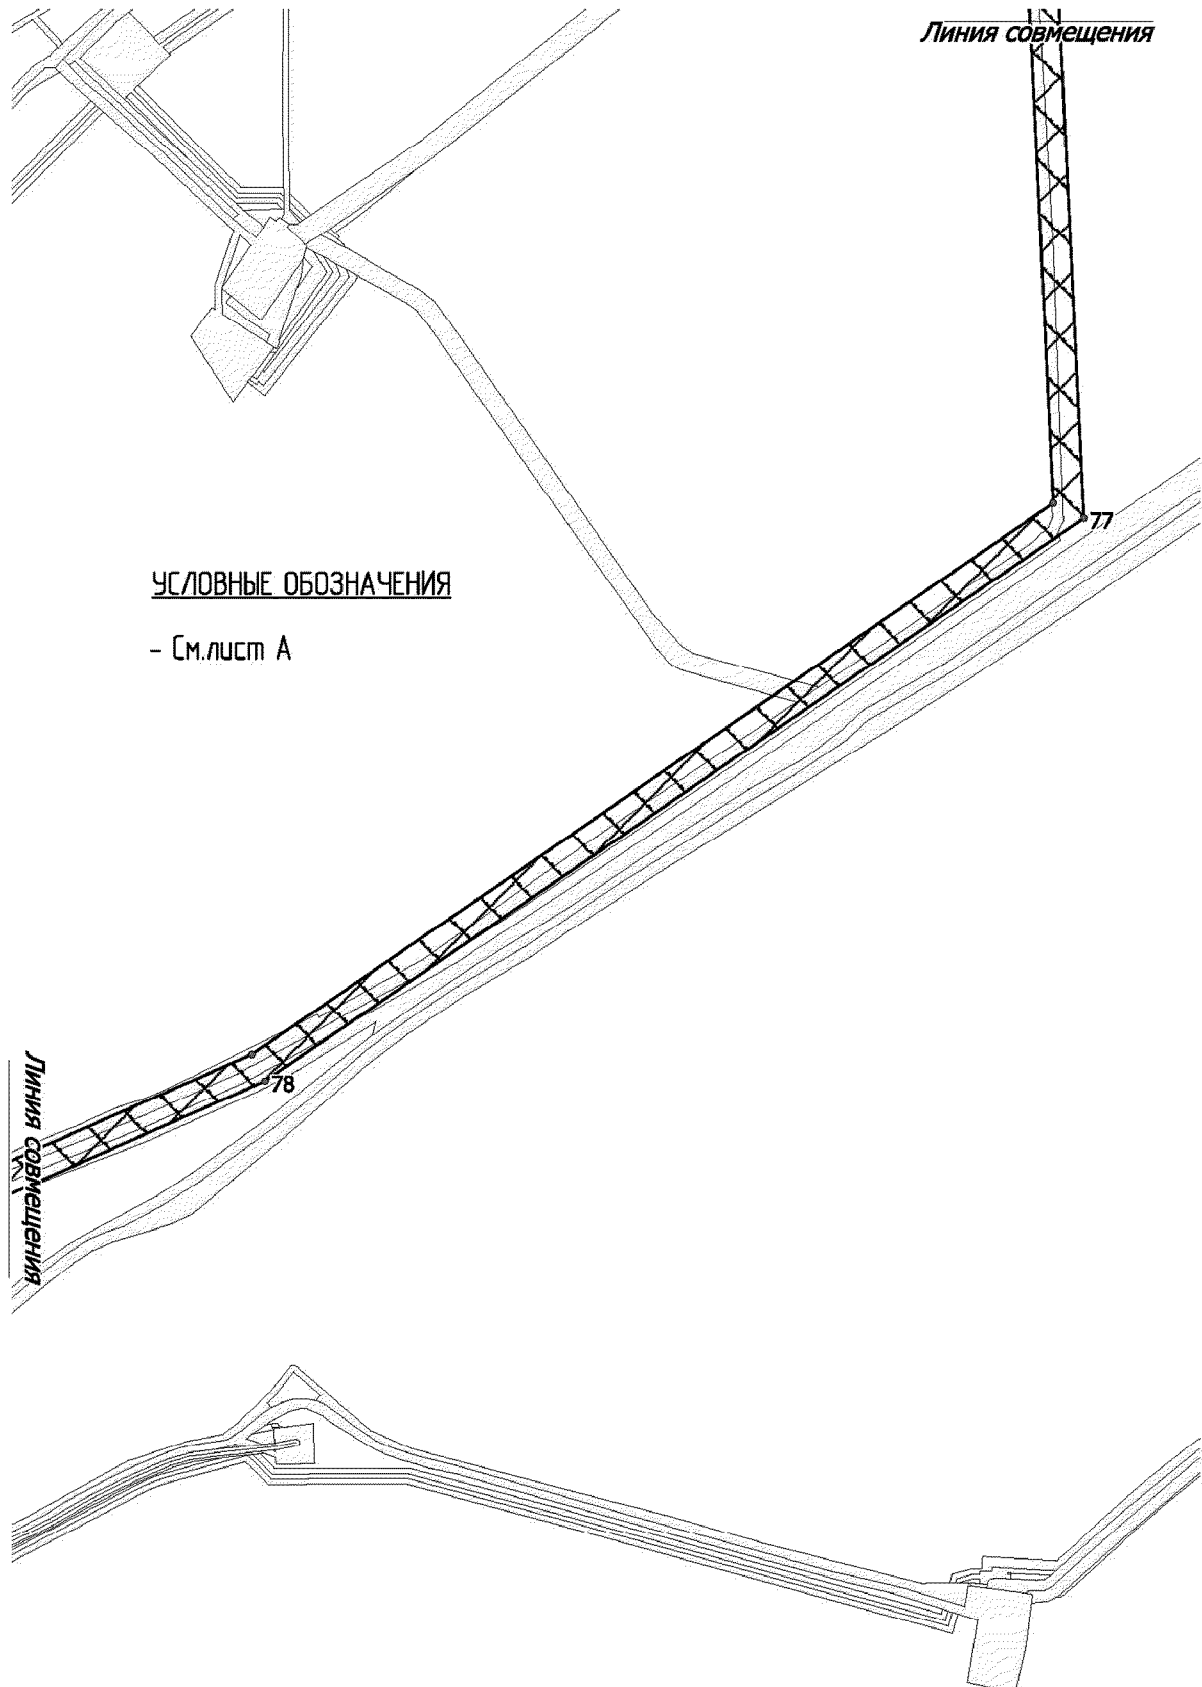 Линия совмещения
77
УСЛОВНЫЕ ОБОЗНАЧЕНИЯ
- См.лист А
78
Линия совмещения